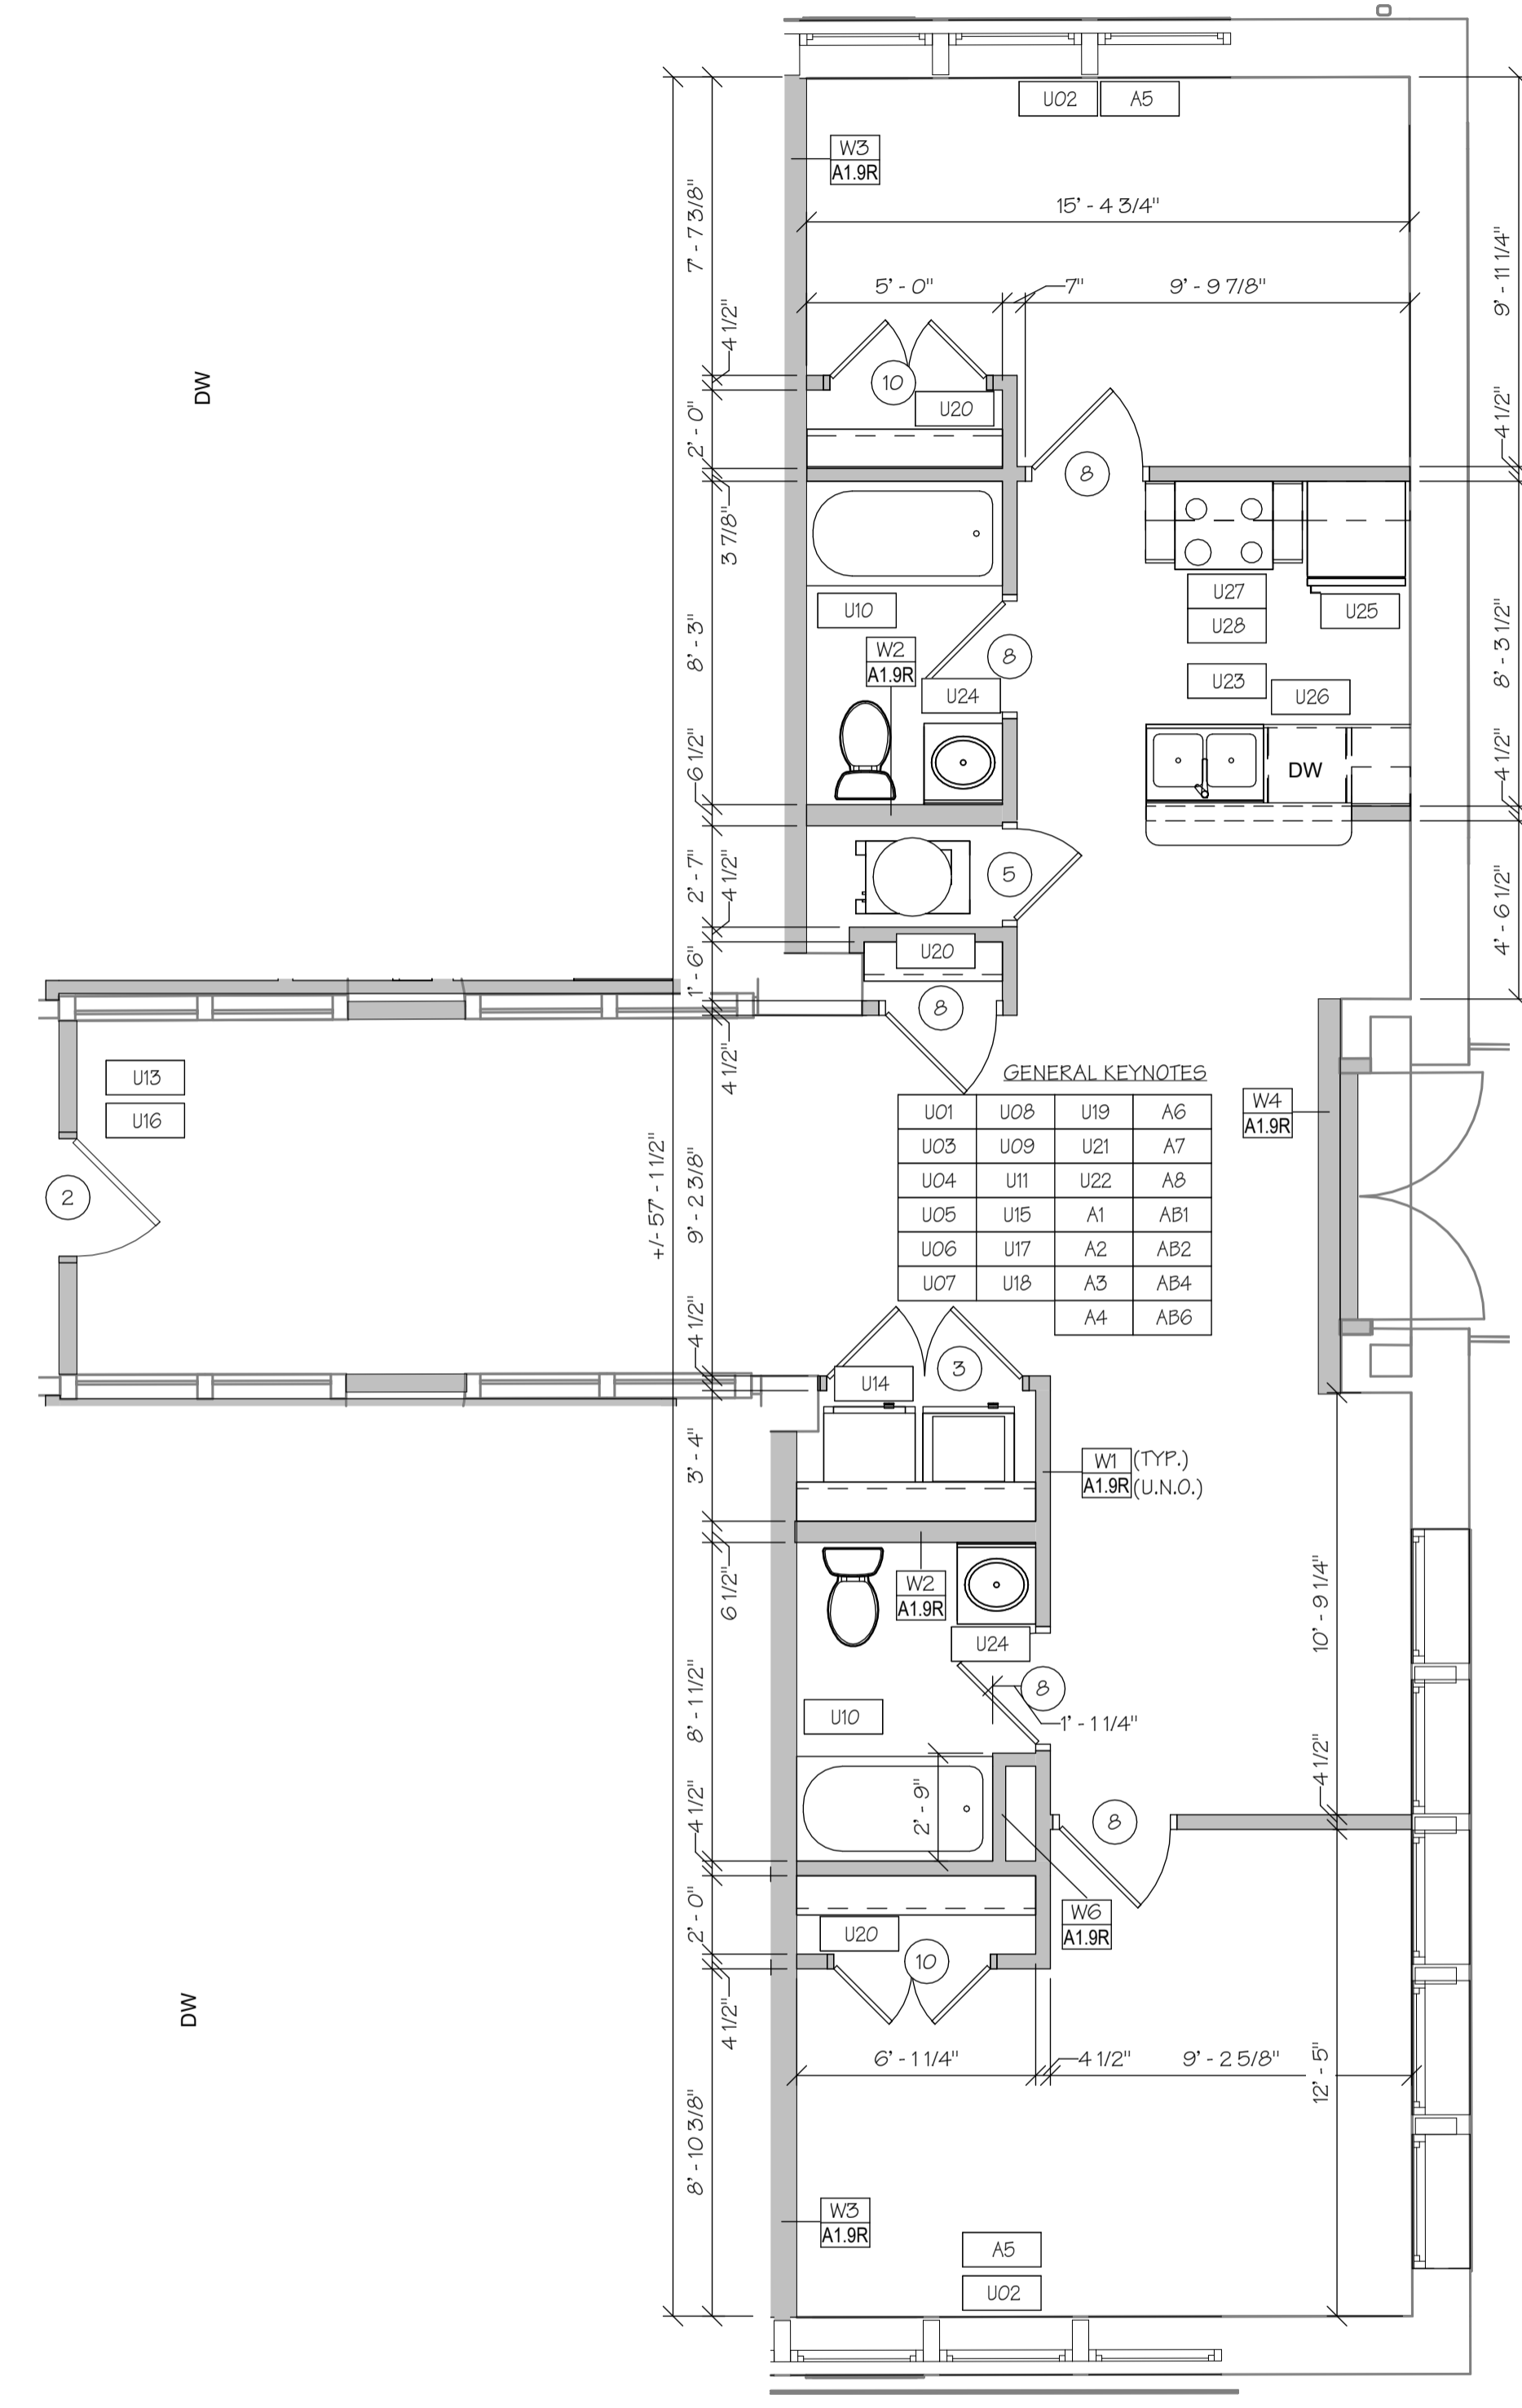 U02 A5
W3
A1.9R
15' - 4 3/4"
7' - 7 3/8"
9' - 11 1/4"
5' - 0" 7" 9' - 9 7/8"
4 1/2"
DW
10
U20
2' - 0"
4 1/2"
8
3 7/8"
U27
U28
U25
U10
8' - 3"
8' - 3 1/2"
W2
A1.9R
8
U24
U23
U26
6 1/2"
4 1/2"
DW
5
2' - 7"
4 1/2"
4' - 6 1/2"
U20
1' - 6"
8
4 1/2"
U13
U16
2
GENERAL KEYNOTES
U01 U08 U19 A6
U03 U09 U21 A7
U04 U11 U22 A8
U05 U15 A1 AB1
U06 U17 A2 AB2
U07 U18 A3 AB4
A4 AB6
W4
A1.9R
+/- 57' - 1 1/2"
9' - 2 3/8"
4 1/2"
3
U14
3' - 4"
W1 (TYP.)
A1.9R (U.N.O.)
6 1/2"
W2
A1.9R
U24
10' - 9 1/4"
8
U10
1' - 1 1/4"
8' - 1 1/2"
4 1/2"
2' - 9"
4 1/2"
8
2' - 0"
W6
A1.9R
U20
10
DW
4 1/2"
6' - 1 1/4" 4 1/2" 9' - 2 5/8"
12' - 5"
8' - 10 3/8"
W3
A1.9R
A5
U02